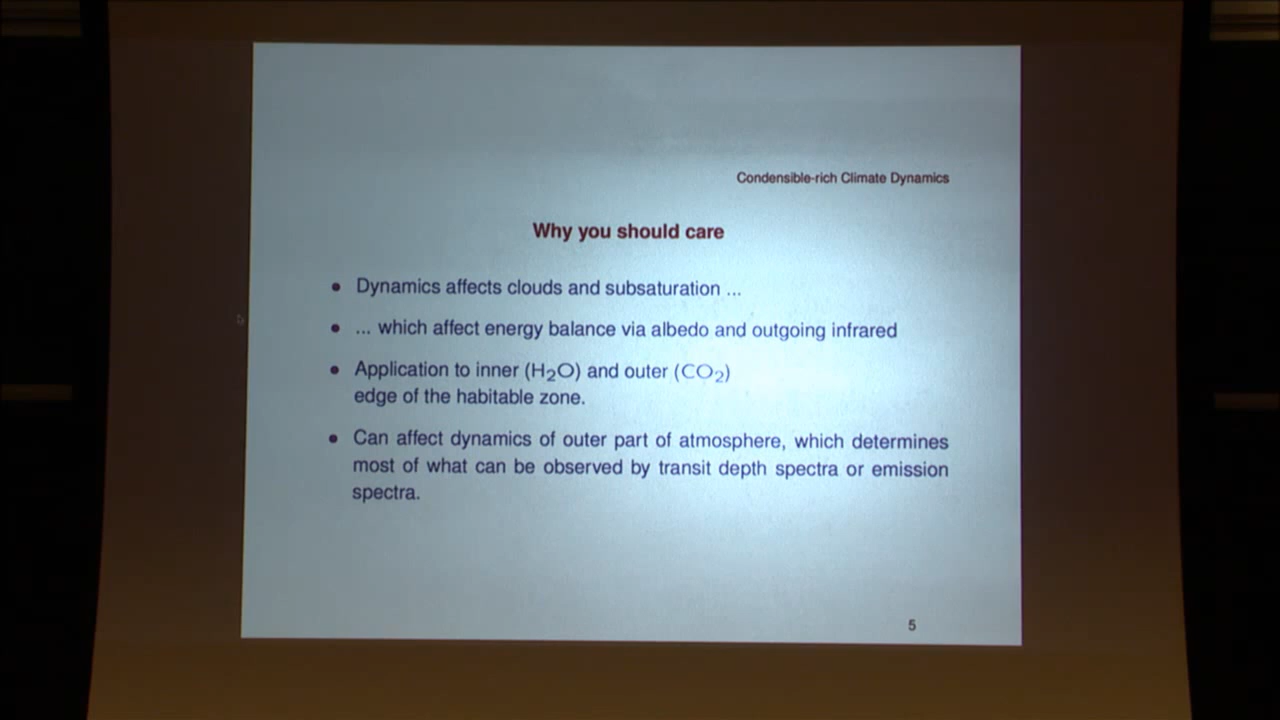 Condensible-rich Climate Dynamics
Why you should care
• Dynamics affects clouds and subsaturation ...
• ... which affect energy balance via albedo and outgoing infrared
• Application to inner (H₂O) and outer (CO₂)
edge of the habitable zone.
• Can affect dynamics of outer part of atmosphere, which determines
most of what can be observed by transit depth spectra or emission
spectra.
5